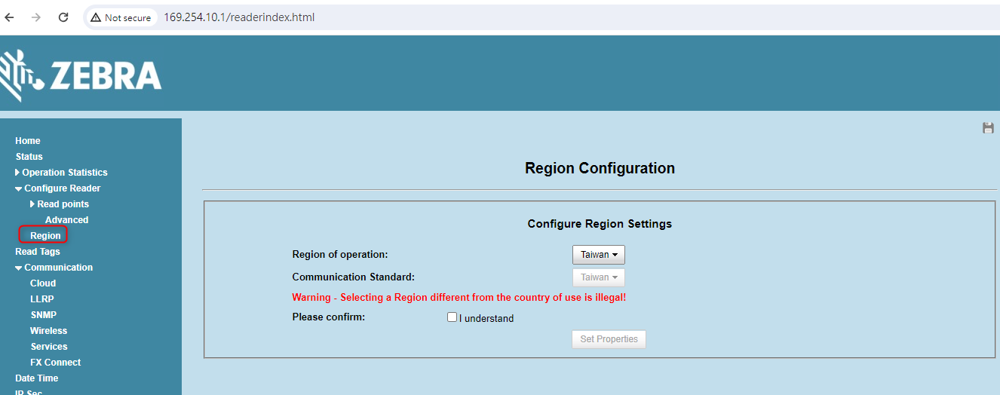 Not secure 169.254.10.1/readerindex.html
ZEBRA
Home
Status
Operation Statistics
Configure Reader
Read points
Advanced
Region
Read Tags
Communication
Cloud
LLRP
SNMP
Wireless
Services
FX Connect
Date Time
IP Sec
Region Configuration
Configure Region Settings
Region of operation: Taiwan
Communication Standard: Taiwan
Warning - Selecting a Region different from the country of use is illegal!
Please confirm: I understand
Set Properties